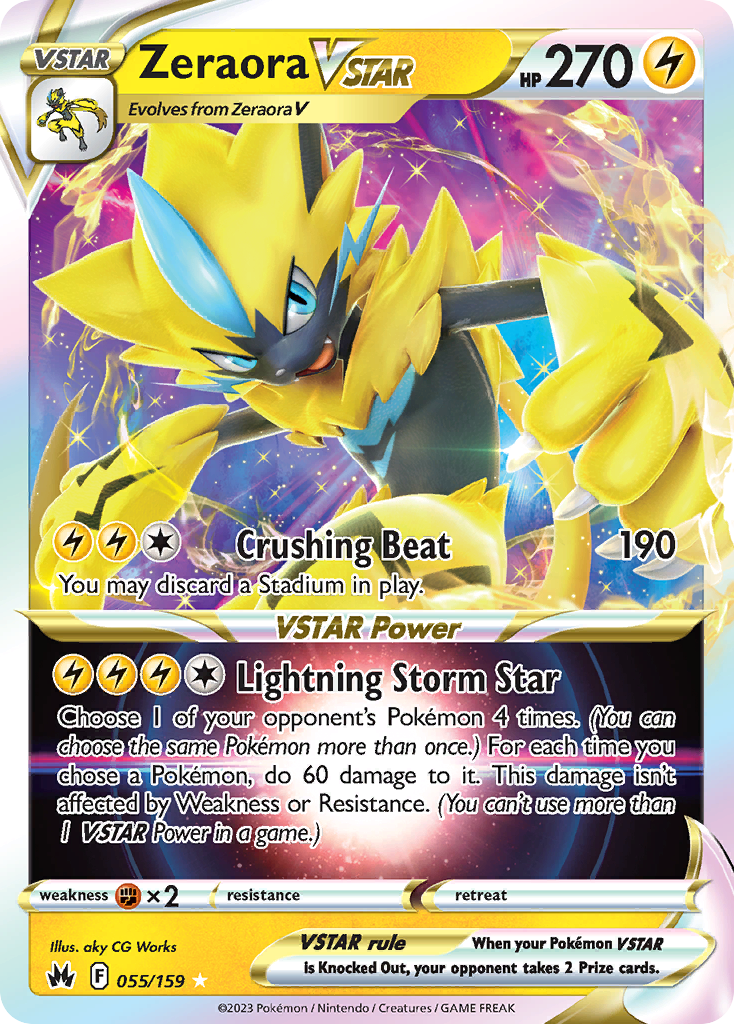 VSTAR
Zeraora VSTAR
HP 270
Evolves from Zeraora V
Crushing Beat 190
You may discard a Stadium in play.
VSTAR Power
Lightning Storm Star
Choose 1 of your opponent's Pokémon 4 times. (You can
choose the same Pokémon more than once.) For each time you
chose a Pokémon, do 60 damage to it. This damage isn't
affected by Weakness or Resistance. (You can't use more than
1 VSTAR Power in a game.)
weakness ×2 resistance retreat
Illus. aky CG Works
F 055/159
VSTAR rule When your Pokémon VSTAR
is Knocked Out, your opponent takes 2 Prize cards.
©2023 Pokémon / Nintendo / Creatures / GAME FREAK